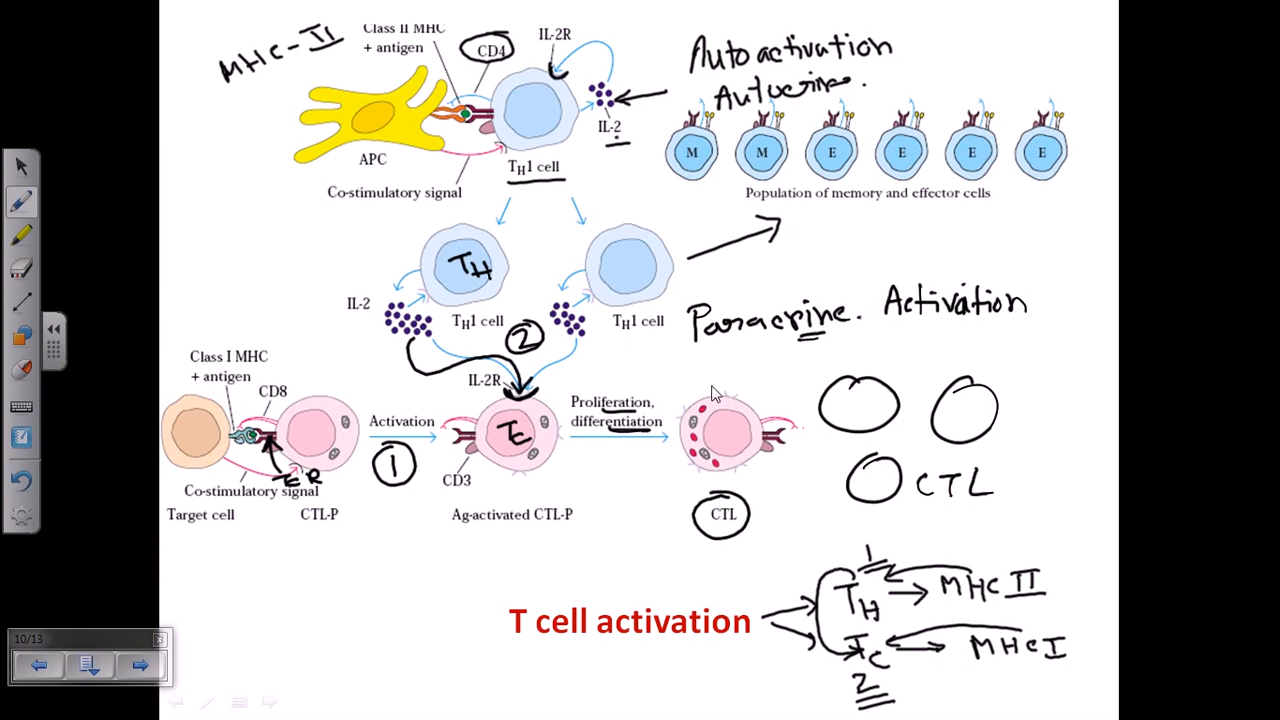 MHC-II
Class II MHC
+ antigen
CD4
IL-2R
Auto activation
Autocrine.
IL-2
APC
TH1 cell
Co-stimulatory signal
M M E E E E
Population of memory and effector cells
TH
IL-2
TH1 cell
TH1 cell
2
Paracrine. Activation
Class I MHC
+ antigen
CD8
IL-2R
Activation
1
TC
Proliferation,
differentiation
CD3
Co-stimulatory signal
Target cell
CTL-P
Ag-activated CTL-P
CTL
CTL
T cell activation
1
TH → MHC II
TC → MHC I
2
10/13